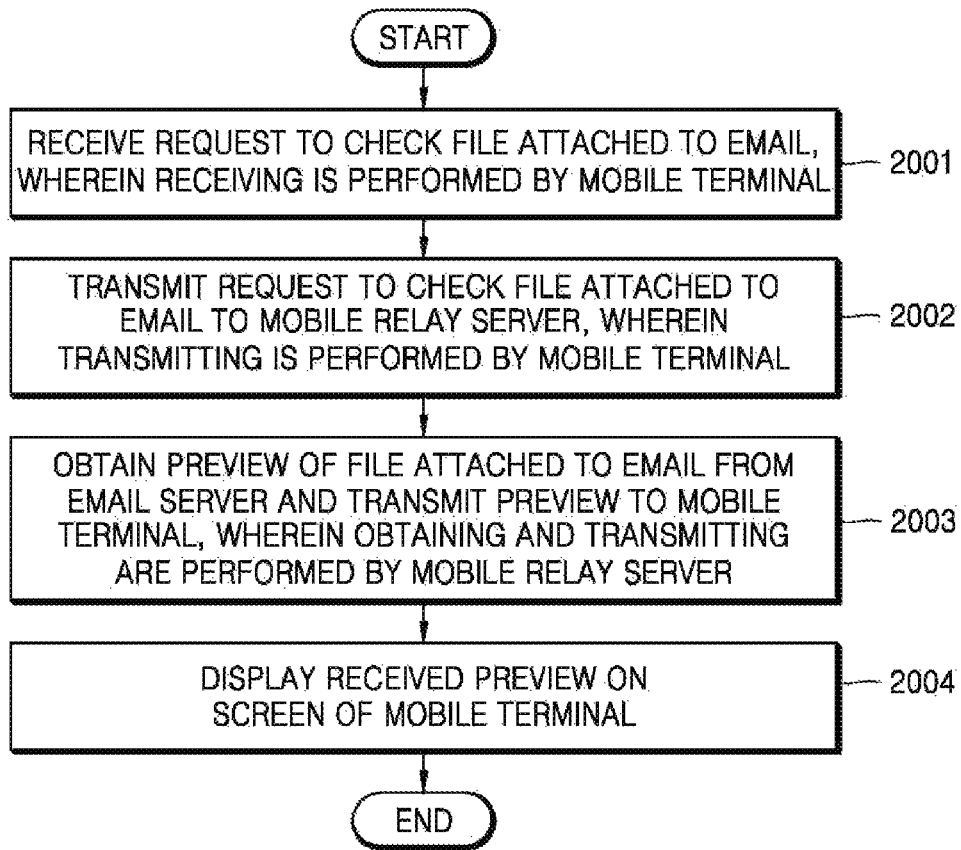 START
RECEIVE REQUEST TO CHECK FILE ATTACHED TO EMAIL,
WHEREIN RECEIVING IS PERFORMED BY MOBILE TERMINAL
2001
TRANSMIT REQUEST TO CHECK FILE ATTACHED TO
EMAIL TO MOBILE RELAY SERVER, WHEREIN
TRANSMITTING IS PERFORMED BY MOBILE TERMINAL
2002
OBTAIN PREVIEW OF FILE ATTACHED TO EMAIL FROM
EMAIL SERVER AND TRANSMIT PREVIEW TO MOBILE
TERMINAL, WHEREIN OBTAINING AND TRANSMITTING
ARE PERFORMED BY MOBILE RELAY SERVER
2003
DISPLAY RECEIVED PREVIEW ON
SCREEN OF MOBILE TERMINAL
2004
END